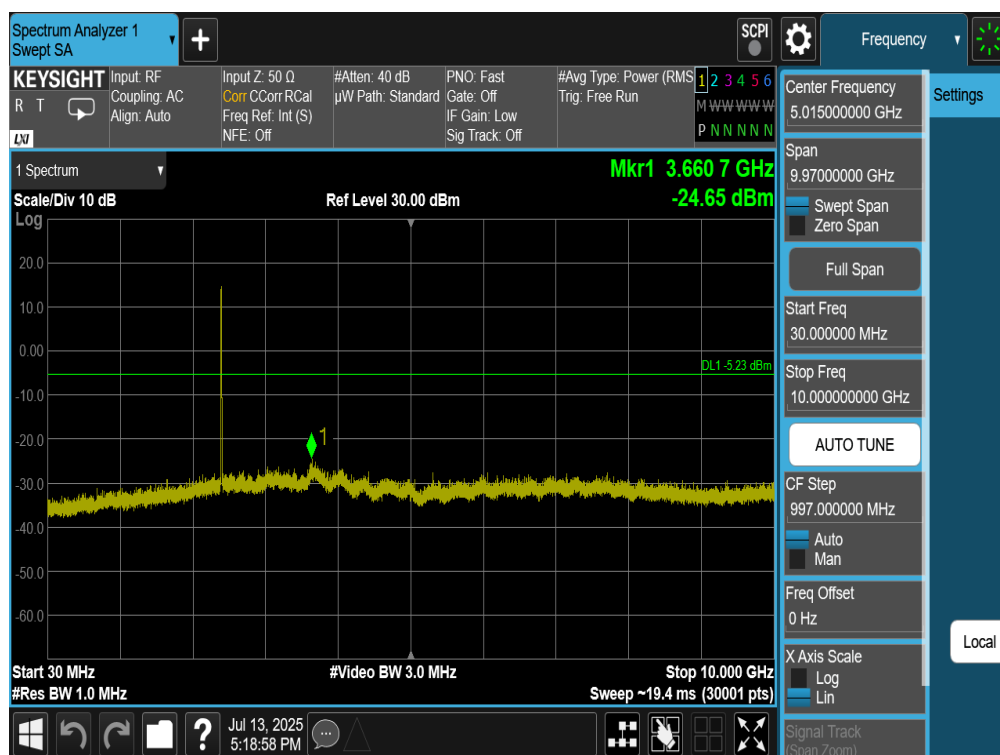 Spectrum Analyzer 1
Swept SA
+
SCPI
Frequency
KEYSIGHT
R T
LXI
Input: RF
Coupling: AC
Align: Auto
Input Z: 50 Ω
Corr CCorr RCal
Freq Ref: Int (S)
NFE: Off
#Atten: 40 dB
µW Path: Standard
PNO: Fast
Gate: Off
IF Gain: Low
Sig Track: Off
#Avg Type: Power (RMS
Trig: Free Run
1 2 3 4 5 6
M W W W W W
P N N N N N
1 Spectrum
Mkr1 3.660 7 GHz
-24.65 dBm
Scale/Div 10 dB
Ref Level 30.00 dBm
Log
20.0
10.0
0.00
DL1 -5.23 dBm
-10.0
1
-20.0
-30.0
-40.0
-50.0
-60.0
Start 30 MHz
#Video BW 3.0 MHz
Stop 10.000 GHz
#Res BW 1.0 MHz
Sweep ~19.4 ms (30001 pts)
Center Frequency
5.015000000 GHz
Settings
Span
9.97000000 GHz
Swept Span
Zero Span
Full Span
Start Freq
30.000000 MHz
Stop Freq
10.000000000 GHz
AUTO TUNE
CF Step
997.000000 MHz
Auto
Man
Freq Offset
0 Hz
Local
X Axis Scale
Log
Lin
Signal Track
(Span Zoom)
?
Jul 13, 2025
5:18:58 PM